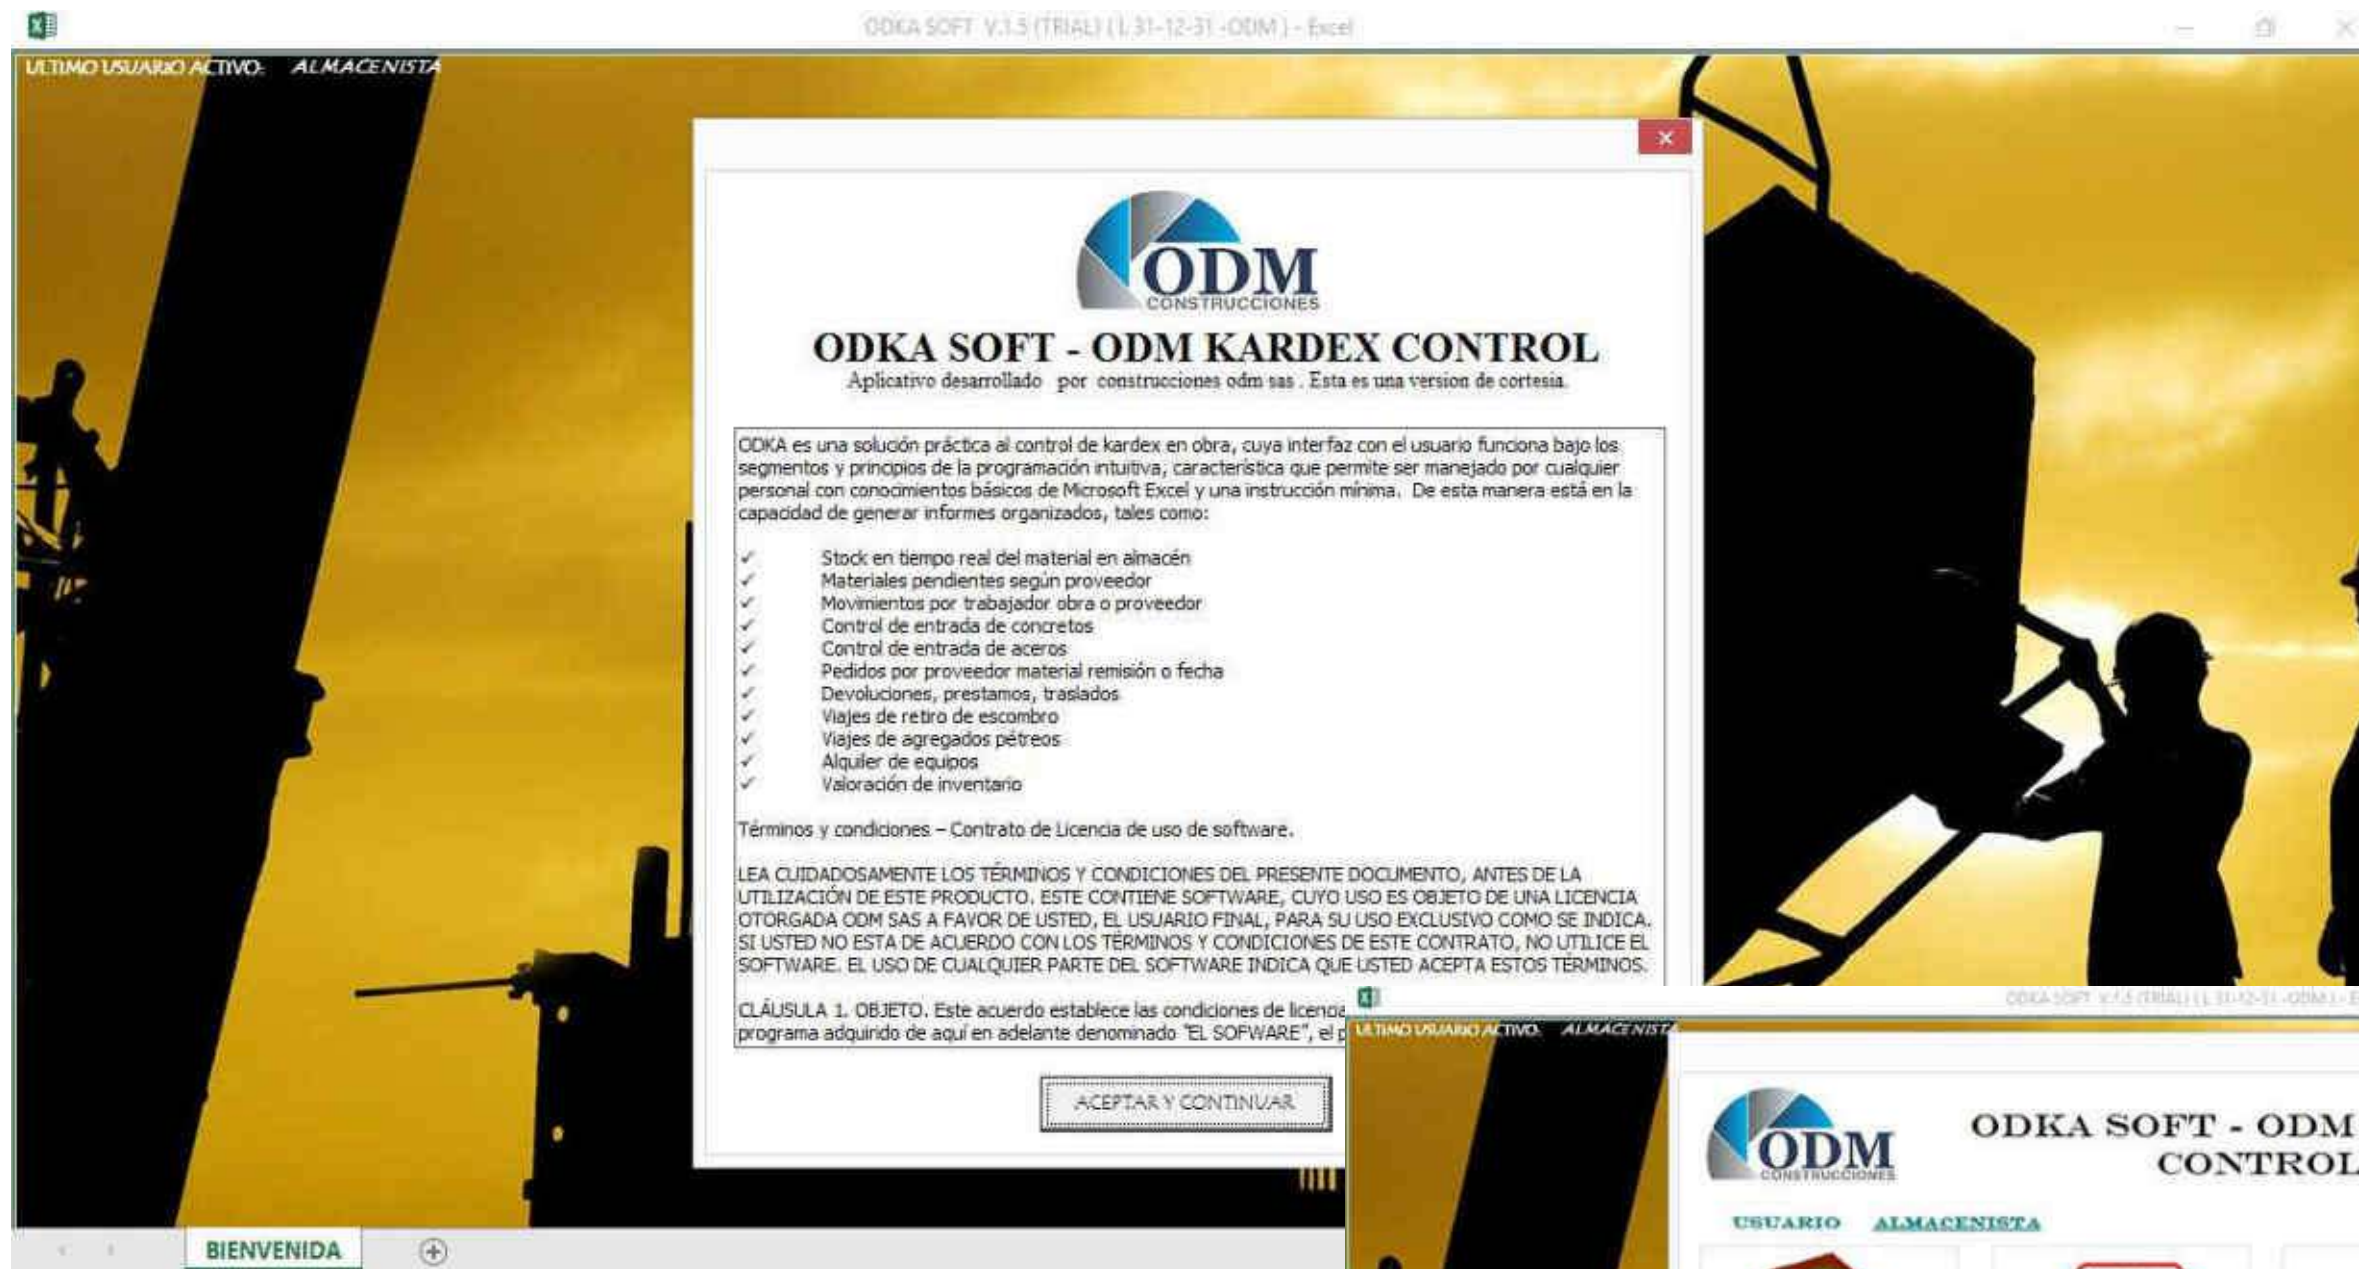 ODKA SOFT V.1.5 (TRIAL) ( L 31-12-31 -ODM ) - Excel
ULTIMO USUARIO ACTIVO: ALMACENISTA
ODM
CONSTRUCCIONES
ODKA SOFT - ODM KARDEX CONTROL
Aplicativo desarrollado por construcciones odm sas . Esta es una version de cortesia.
ODKA es una solución práctica al control de kardex en obra, cuya interfaz con el usuario funciona bajo los
segmentos y principios de la programación intuitiva, característica que permite ser manejado por cualquier
personal con conocimientos básicos de Microsoft Excel y una instrucción mínima. De esta manera está en la
capacidad de generar informes organizados, tales como:
✓ Stock en tiempo real del material en almacén
✓ Materiales pendientes según proveedor
✓ Movimientos por trabajador obra o proveedor
✓ Control de entrada de concretos
✓ Control de entrada de aceros
✓ Pedidos por proveedor material remisión o fecha
✓ Devoluciones, prestamos, traslados
✓ Viajes de retiro de escombro
✓ Viajes de agregados pétreos
✓ Alquiler de equipos
✓ Valoración de inventario
Términos y condiciones – Contrato de Licencia de uso de software.
LEA CUIDADOSAMENTE LOS TÉRMINOS Y CONDICIONES DEL PRESENTE DOCUMENTO, ANTES DE LA
UTILIZACIÓN DE ESTE PRODUCTO. ESTE CONTIENE SOFTWARE, CUYO USO ES OBJETO DE UNA LICENCIA
OTORGADA ODM SAS A FAVOR DE USTED, EL USUARIO FINAL, PARA SU USO EXCLUSIVO COMO SE INDICA.
SI USTED NO ESTA DE ACUERDO CON LOS TÉRMINOS Y CONDICIONES DE ESTE CONTRATO, NO UTILICE EL
SOFTWARE. EL USO DE CUALQUIER PARTE DEL SOFTWARE INDICA QUE USTED ACEPTA ESTOS TÉRMINOS.
CLÁUSULA 1. OBJETO. Este acuerdo establece las condiciones de licencia
programa adquirido de aquí en adelante denominado "EL SOFWARE", el p
ACEPTAR Y CONTINUAR
BIENVENIDA
ODKA SOFT V.1.5 (TRIAL) ( L 31-12-31 -ODM ) - E
ULTIMO USUARIO ACTIVO: ALMACENISTA
ODM
CONSTRUCCIONES
ODKA SOFT - ODM
CONTROL
USUARIO ALMACENISTA